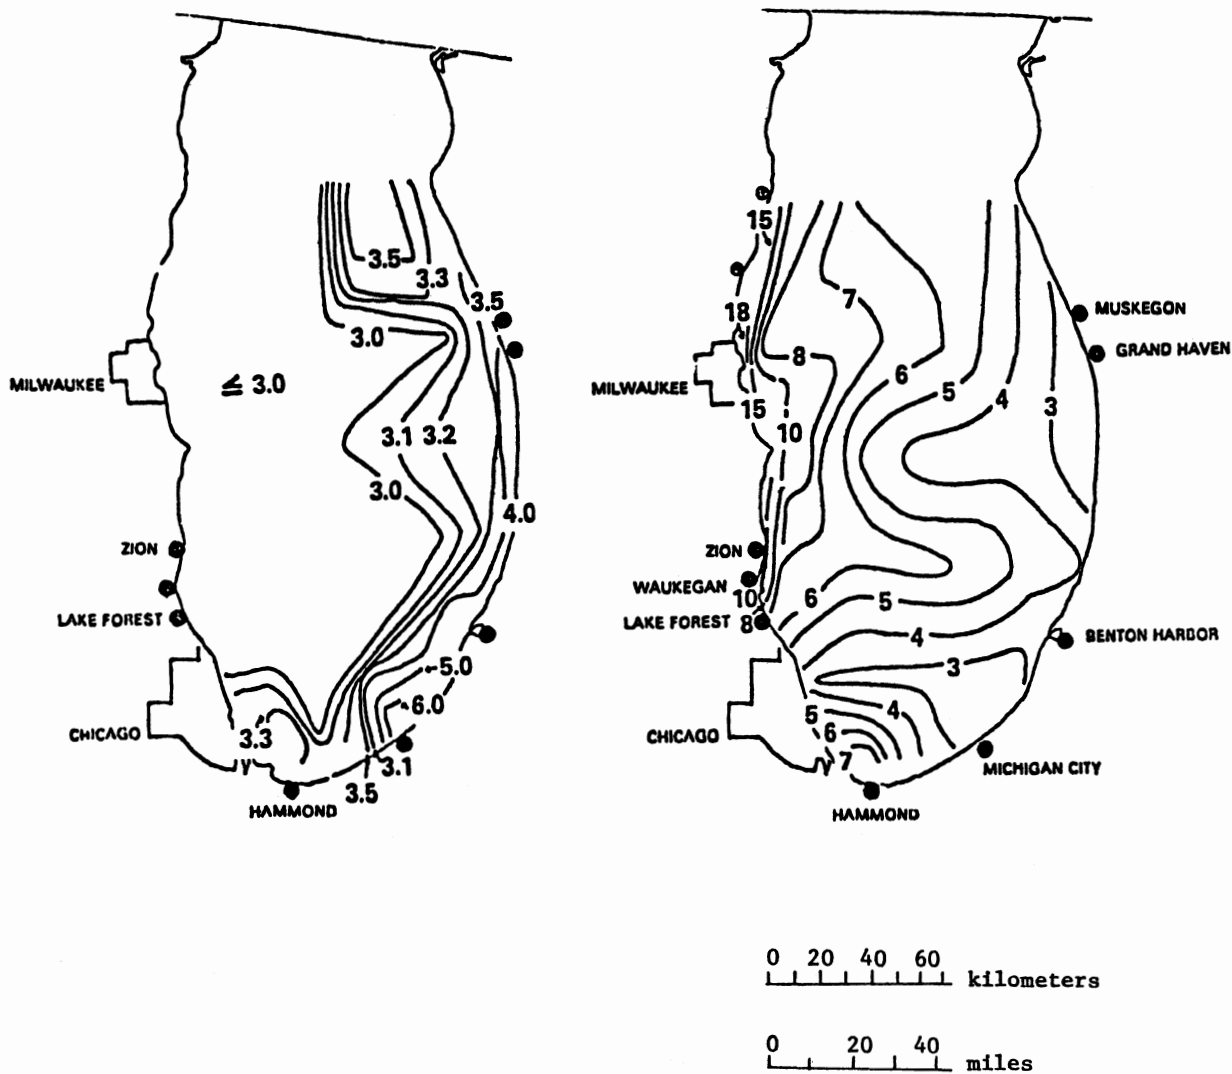 3.5
3.3
3.5
3.0
MILWAUKEE
≤ 3.0
3.1 3.2
3.0
4.0
ZION
LAKE FOREST
5.0
6.0
CHICAGO
3.3
3.1
3.5
HAMMOND
15
18
7
MUSKEGON
GRAND HAVEN
8
6
5
4
3
MILWAUKEE
15
10
ZION
WAUKEGAN
10
6
5
LAKE FOREST
8
4
BENTON HARBOR
3
5
4
CHICAGO
6
7
MICHIGAN CITY
HAMMOND
0 20 40 60
kilometers
0 20 40
miles